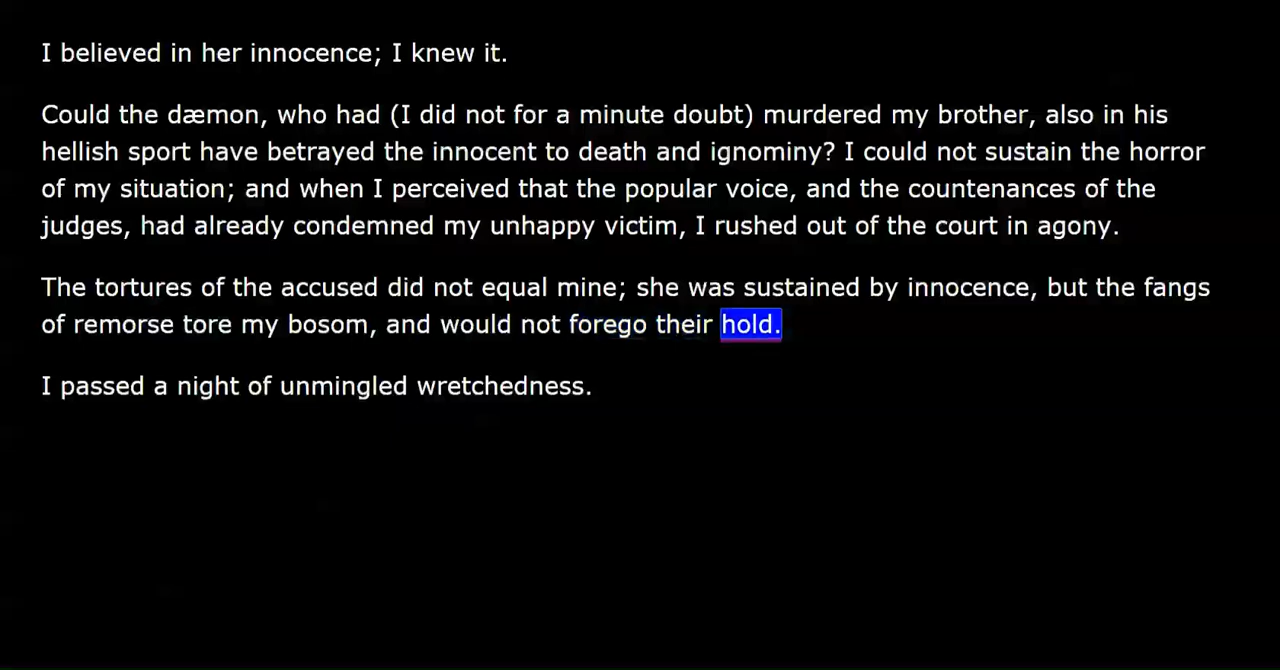 I believed in her innocence; I knew it.
Could the dæmon, who had (I did not for a minute doubt) murdered my brother, also in his
hellish sport have betrayed the innocent to death and ignominy? I could not sustain the horror
of my situation; and when I perceived that the popular voice, and the countenances of the
judges, had already condemned my unhappy victim, I rushed out of the court in agony.
The tortures of the accused did not equal mine; she was sustained by innocence, but the fangs
of remorse tore my bosom, and would not forego their hold.
I passed a night of unmingled wretchedness.